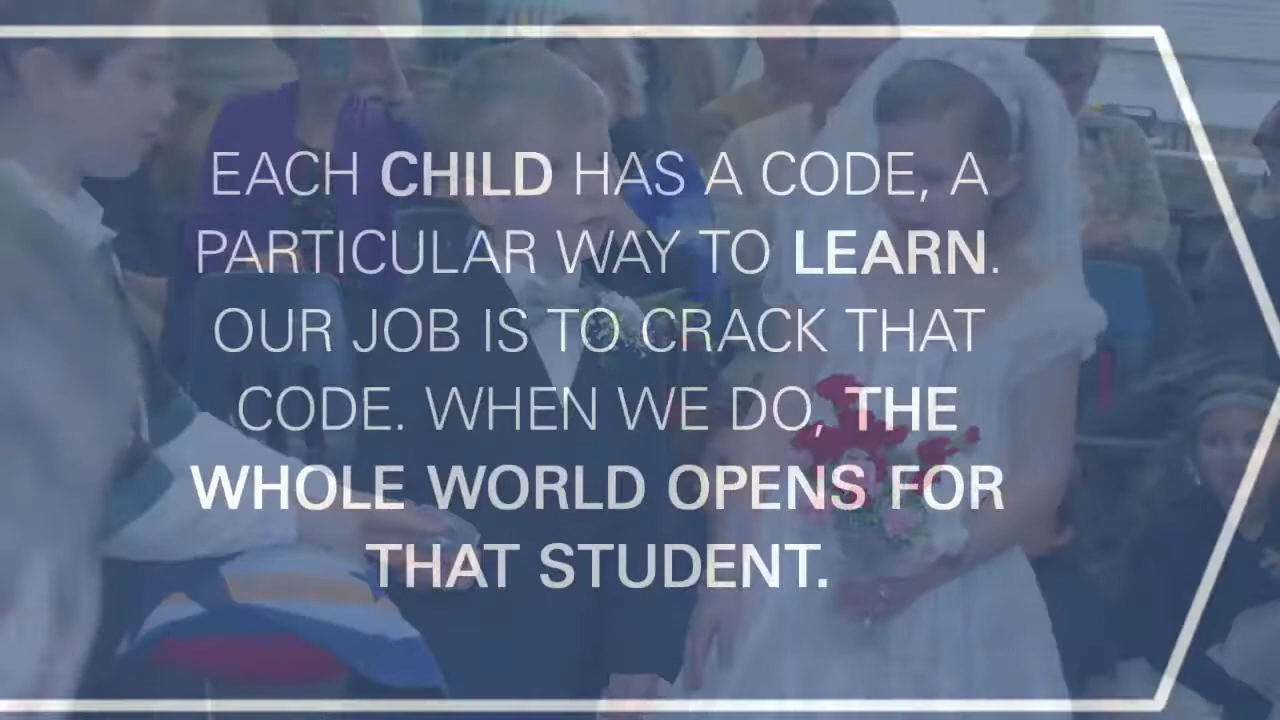 EACH CHILD HAS A CODE, A
PARTICULAR WAY TO LEARN.
OUR JOB IS TO CRACK THAT
CODE. WHEN WE DO, THE
WHOLE WORLD OPENS FOR
THAT STUDENT.